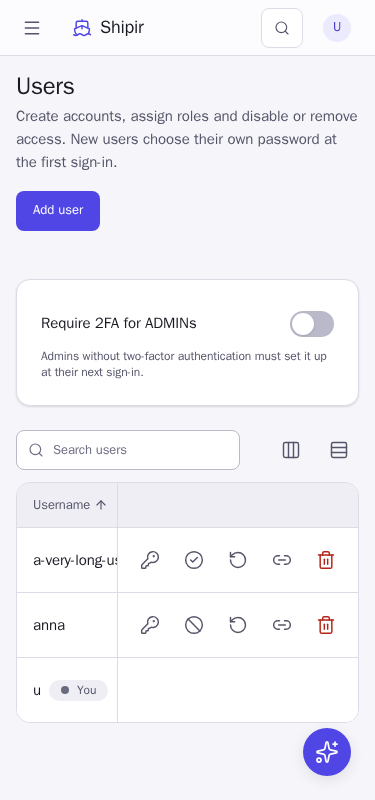 Shipir
U
Users
Create accounts, assign roles and disable or remove
access. New users choose their own password at
the first sign-in.
Add user
Require 2FA for ADMINs
Admins without two-factor authentication must set it up
at their next sign-in.
Search users
Username
a-very-long-us
anna
u You